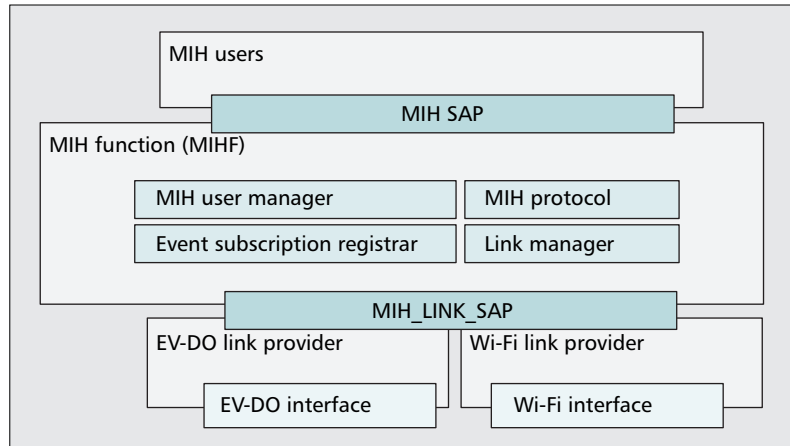 MIH users
MIH SAP
MIH function (MIHF)
MIH user manager
MIH protocol
Event subscription registrar
Link manager
MIH_LINK_SAP
EV-DO link provider
Wi-Fi link provider
EV-DO interface
Wi-Fi interface